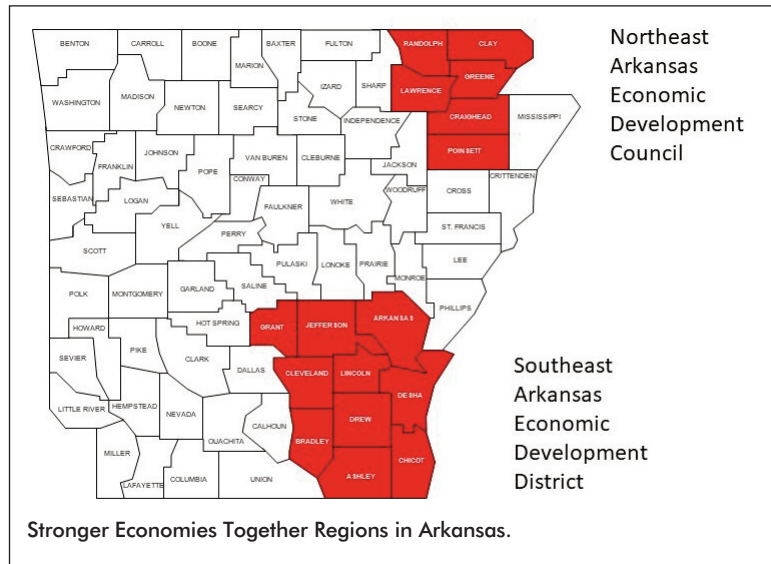 BENTON
CARROLL
BOONE
BAXTER
FULTON
RANDOLPH
CLAY
MARION
GREENE
IZARD
SHARP
LAWRENCE
WASHINGTON
MADISON
NEWTON
SEARCY
STONE
INDEPENDENCE
CRAIGHEAD
MISSISSIPPI
CRAWFORD
FRANKLIN
JOHNSON
POPE
VAN BUREN
CLEBURNE
JACKSON
POINSETT
CONWAY
WOODRUFF
CROSS
CRITTENDEN
SEBASTIAN
LOGAN
FAULKNER
WHITE
YELL
PERRY
ST. FRANCIS
SCOTT
PULASKI
LONOKE
PRAIRIE
LEE
MONROE
POLK
MONTGOMERY
GARLAND
SALINE
PHILLIPS
HOT SPRING
GRANT
JEFFERSON
ARKANSAS
HOWARD
PIKE
CLARK
SEVIER
DALLAS
CLEVELAND
LINCOLN
DESHA
LITTLE RIVER
HEMPSTEAD
NEVADA
OUACHITA
CALHOUN
BRADLEY
DREW
MILLER
LAFAYETTE
COLUMBIA
UNION
ASHLEY
CHICOT
Northeast
Arkansas
Economic
Development
Council
Southeast
Arkansas
Economic
Development
District
Stronger Economies Together Regions in Arkansas.